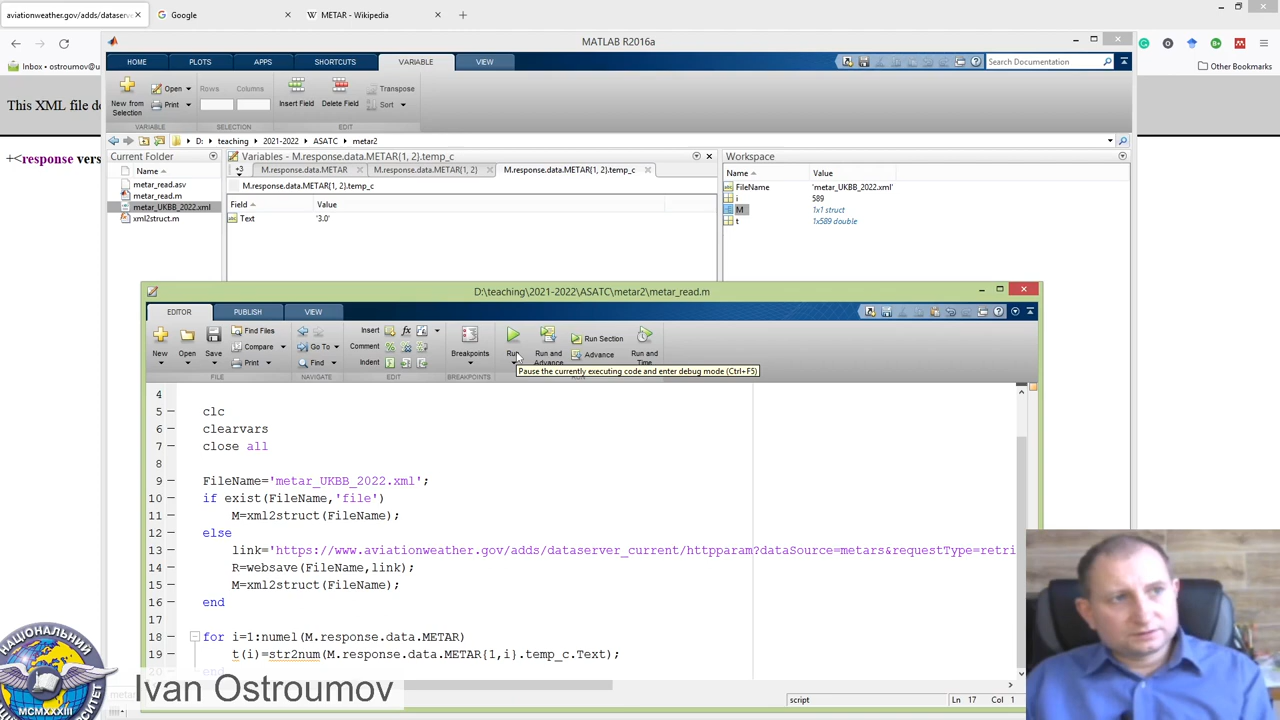 aviationweather.gov/adds/dataserv
Google
METAR - Wikipedia
MATLAB R2016a
Inbox • ostroumov@u
Other Bookmarks
HOME
PLOTS
APPS
SHORTCUTS
VARIABLE
VIEW
Search Documentation
New from
Selection
Open
Print
Rows
Columns
Insert Field
Delete Field
Transpose
Sort
VARIABLE
SELECTION
EDIT
This XML file do
D:
teaching
2021-2022
ASATC
metar2
+<response vers
Current Folder
Name
metar_read.asv
metar_read.m
metar_UKBB_2022.xml
xml2struct.m
Variables - M.response.data.METAR{1, 2}.temp_c
+3
M.response.data.METAR
M.response.data.METAR{1, 2}
M.response.data.METAR{1, 2}.temp_c
M.response.data.METAR{1, 2}.temp_c
Field
Value
Text
'3.0'
Workspace
Name
Value
FileName
'metar_UKBB_2022.xml'
i
589
M
1x1 struct
t
1x589 double
D:\teaching\2021-2022\ASATC\metar2\metar_read.m
EDITOR
PUBLISH
VIEW
New
Open
Save
Find Files
Compare
Print
Go To
Find
Insert
Comment
Indent
fx
Breakpoints
Run
Run and
Advance
Run Section
Advance
Run and
Time
FILE
NAVIGATE
EDIT
BREAKPOINTS
RUN
Pause the currently executing code and enter debug mode (Ctrl+F5)
4
5 – clc
6 – clearvars
7 – close all
8
9 – FileName='metar_UKBB_2022.xml';
10 – if exist(FileName,'file')
11 – M=xml2struct(FileName);
12 – else
13 – link='https://www.aviationweather.gov/adds/dataserver_current/httpparam?dataSource=metars&requestType=retri
14 – R=websave(FileName,link);
15 – M=xml2struct(FileName);
16 – end
17
18 – for i=1:numel(M.response.data.METAR)
19 – t(i)=str2num(M.response.data.METAR{1,i}.temp_c.Text);
20 – end
script
Ln 17
Col 1
НАЦІОНАЛЬНИЙ
MCMXXXIII
Ivan Ostroumov